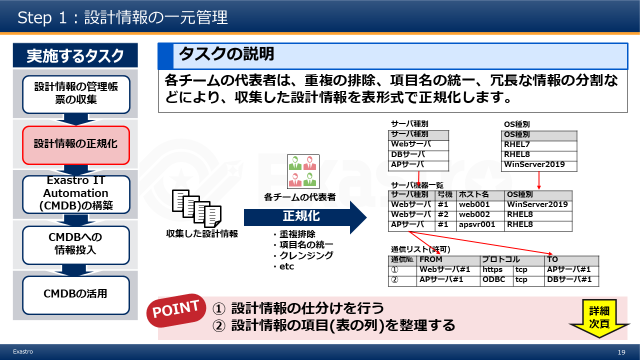 Step 1：設計情報の一元管理
実施するタスク
設計情報の管理帳
票の収集
設計情報の正規化
Exastro IT
Automation
(CMDB)の構築
CMDBへの
情報投入
CMDBの活用
タスクの説明
各チームの代表者は、重複の排除、項目名の統一、冗長な情報の分割な
どにより、収集した設計情報を表形式で正規化します。
収集した設計情報
各チームの代表者
正規化
・重複排除
・項目名の統一
・クレンジング
・etc
サーバ種別
サーバ種別
Webサーバ
DBサーバ
APサーバ
OS種別
OS種別
RHEL7
RHEL8
WinServer2019
サーバ機器一覧
サーバ種別 号機 ホスト名 OS種別
Webサーバ #1 web001 WinServer2019
Webサーバ #2 web002 RHEL8
APサーバ #1 apsvr001 RHEL8
通信リスト(許可)
通信№ FROM プロトコル TO
① Webサーバ#1 https tcp APサーバ#1
② APサーバ#1 ODBC tcp DBサーバ#1
POINT
① 設計情報の仕分けを行う
② 設計情報の項目(表の列)を整理する
詳細
次頁
Exastro
19